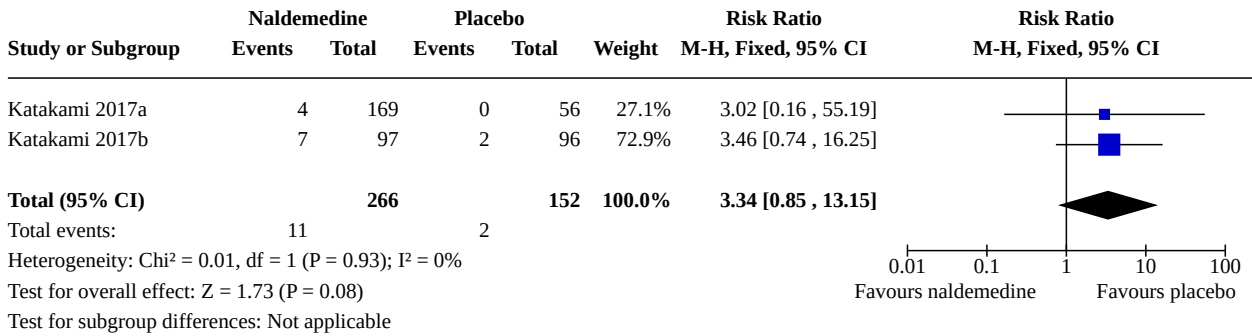 Naldemedine Placebo Risk Ratio Risk Ratio
Study or Subgroup Events Total Events Total Weight M-H, Fixed, 95% CI M-H, Fixed, 95% CI
Katakami 2017a 4 169 0 56 27.1% 3.02 [0.16 , 55.19]
Katakami 2017b 7 97 2 96 72.9% 3.46 [0.74 , 16.25]
Total (95% CI) 266 152 100.0% 3.34 [0.85 , 13.15]
Total events: 11 2
Heterogeneity: Chi² = 0.01, df = 1 (P = 0.93); I² = 0%
0.01 0.1 1 10 100
Test for overall effect: Z = 1.73 (P = 0.08)
Favours naldemedine Favours placebo
Test for subgroup differences: Not applicable